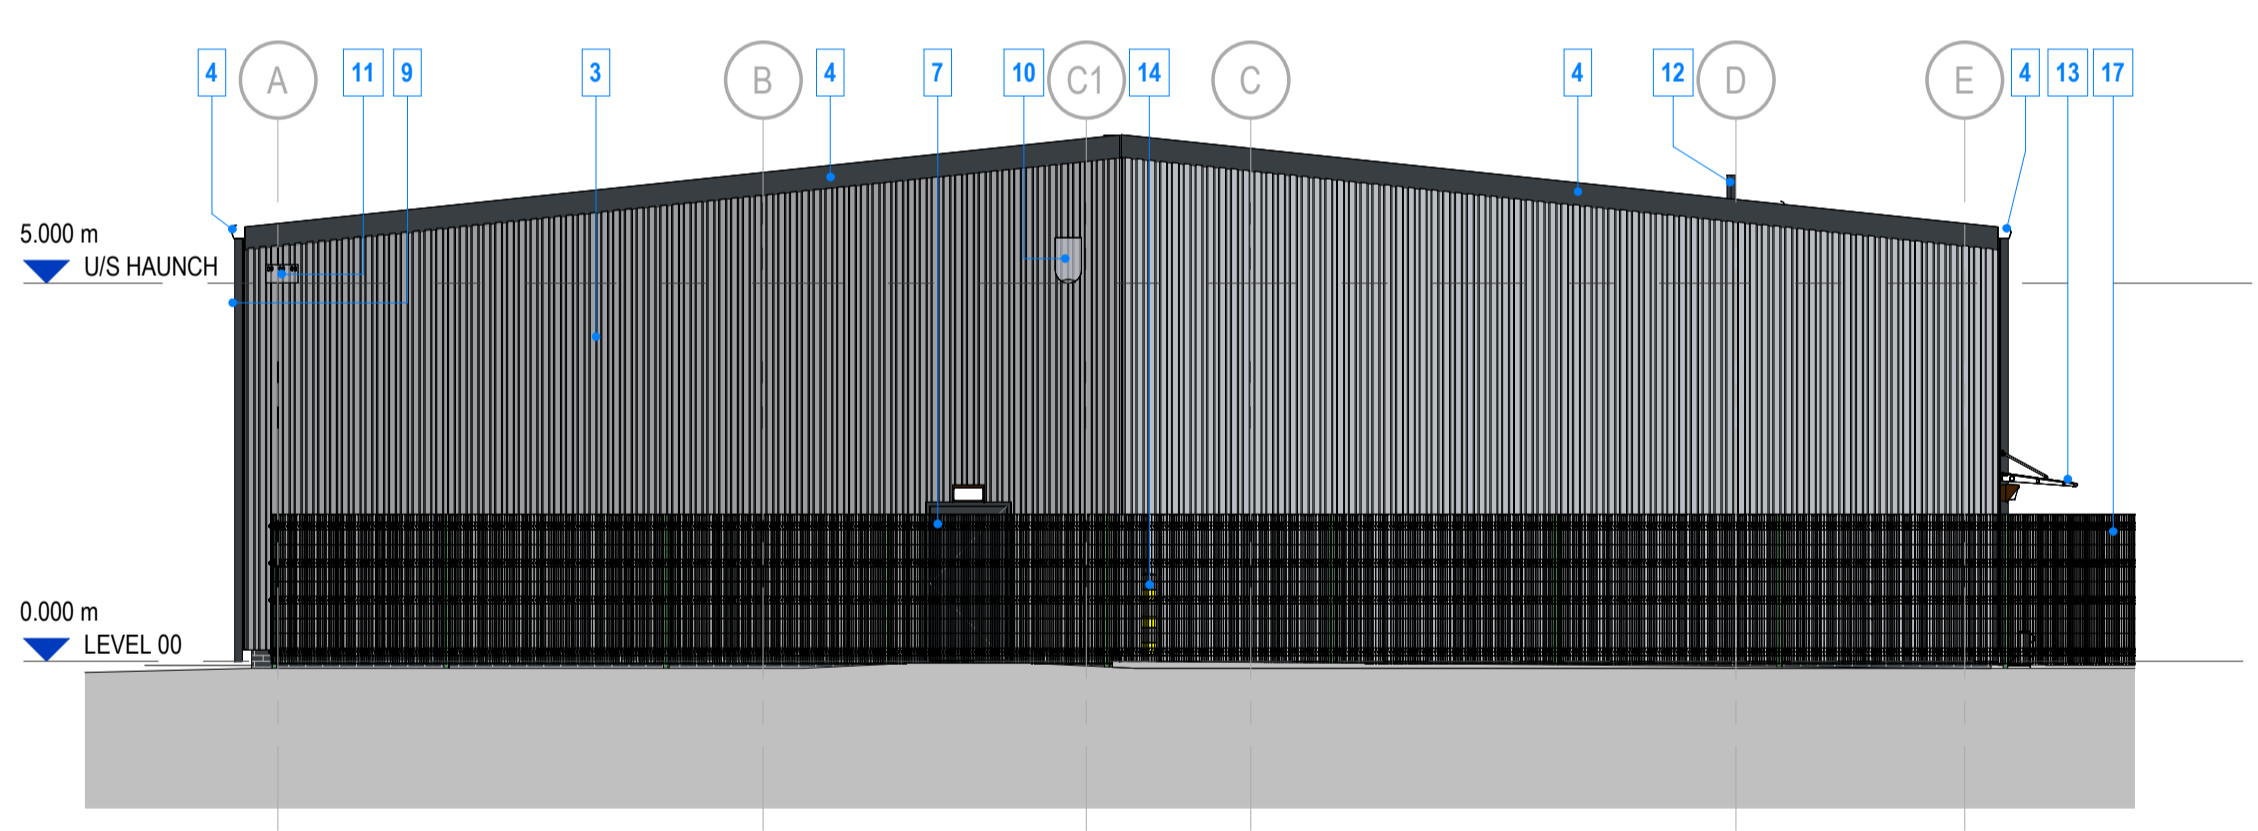 4 A 11 9 3 B 4 7 10 C1 14 C 4 12 D E 4 13 17
5.000 m
U/S HAUNCH
0.000 m
LEVEL 00